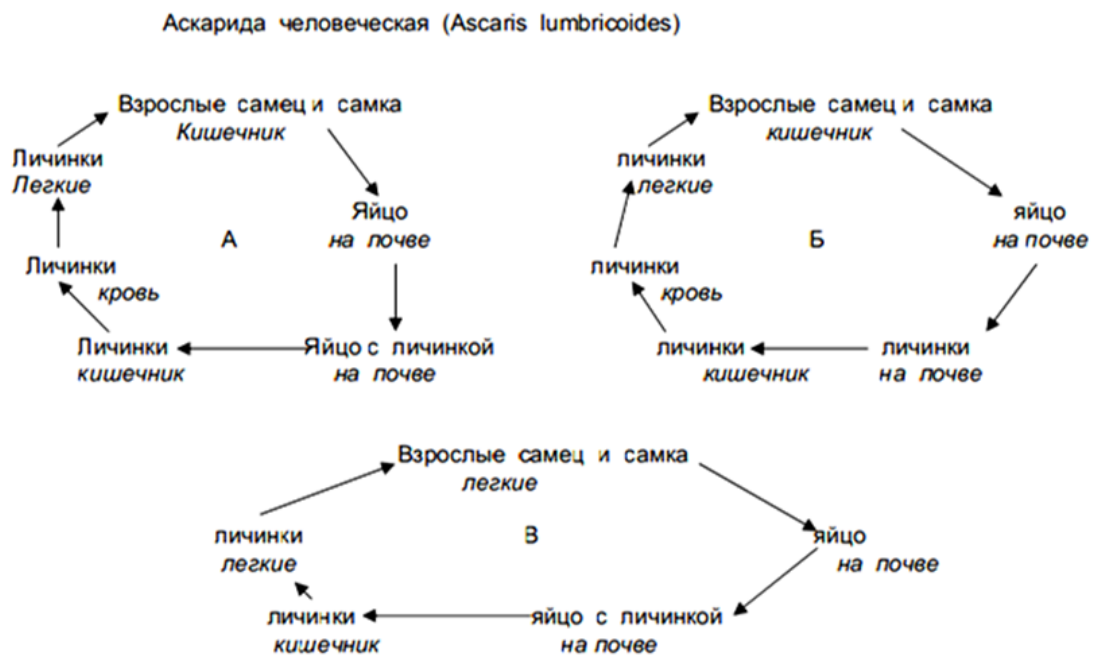 Аскарида человеческая (Ascaris lumbricoides)
Взрослые самец и самка
Кишечник
Личинки
Легкие
Яйцо
на почве
А
Личинки
кровь
Личинки
кишечник
Яйцо с личинкой
на почве
Взрослые самец и самка
кишечник
личинки
легкие
яйцо
на почве
Б
личинки
кровь
личинки
кишечник
личинки
на почве
Взрослые самец и самка
легкие
личинки
легкие
В
яйцо
на почве
личинки
кишечник
яйцо с личинкой
на почве